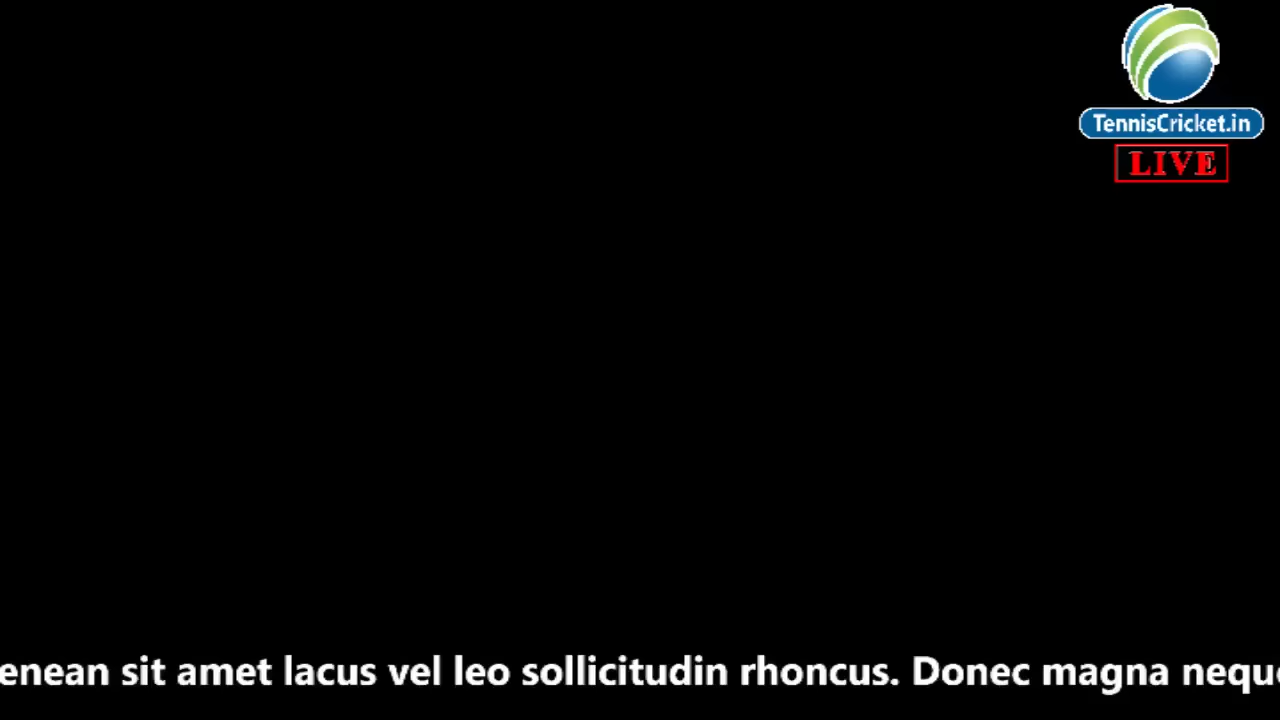 TennisCricket.in
LIVE
enean sit amet lacus vel leo sollicitudin rhoncus. Donec magna neque